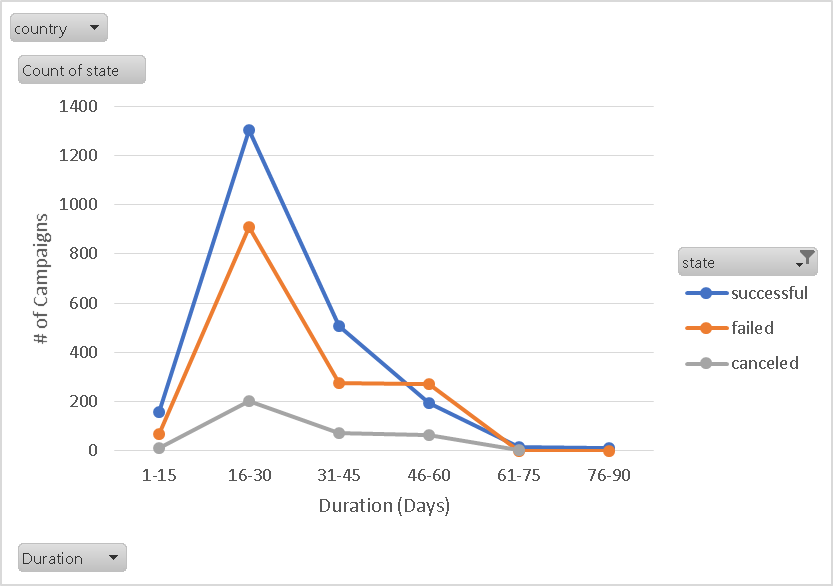 country
Count of state
1400
1200
1000
800
600
400
200
0
# of Campaigns
1-15 16-30 31-45 46-60 61-75 76-90
Duration (Days)
state
successful
failed
canceled
Duration